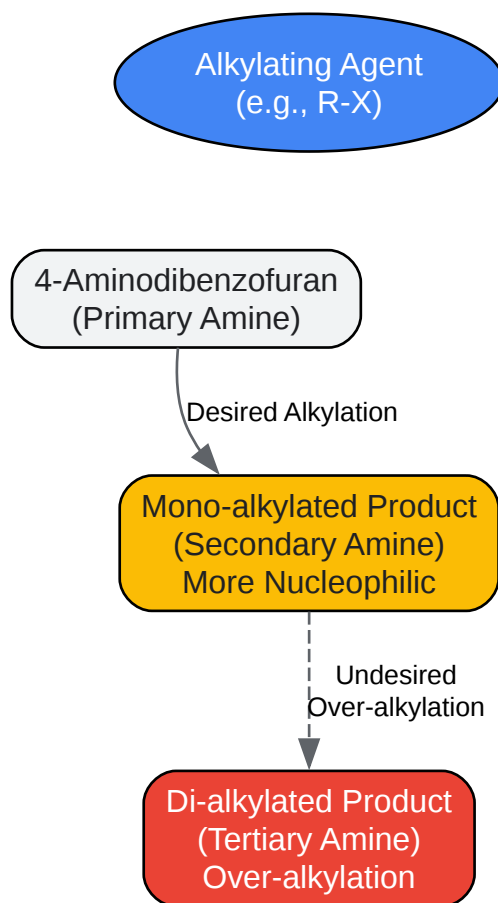 Alkylating Agent
(e.g., R-X)
4-Aminodibenzofuran
(Primary Amine)
Desired Alkylation
Mono-alkylated Product
(Secondary Amine)
More Nucleophilic
Undesired
Over-alkylation
Di-alkylated Product
(Tertiary Amine)
Over-alkylation